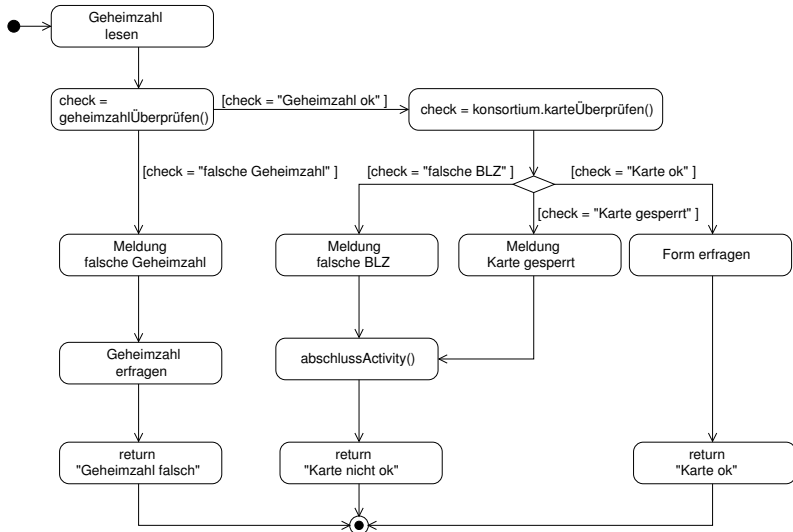 Geheimzahl
lesen
check =
geheimzahlÜberprüfen()
[check = "Geheimzahl ok" ]
check = konsortium.karteÜberprüfen()
[check = "falsche Geheimzahl" ]
[check = "falsche BLZ" ]
[check = "Karte ok" ]
[check = "Karte gesperrt" ]
Meldung
falsche Geheimzahl
Meldung
falsche BLZ
Meldung
Karte gesperrt
Form erfragen
Geheimzahl
erfragen
abschlussActivity()
return
"Geheimzahl falsch"
return
"Karte nicht ok"
return
"Karte ok"